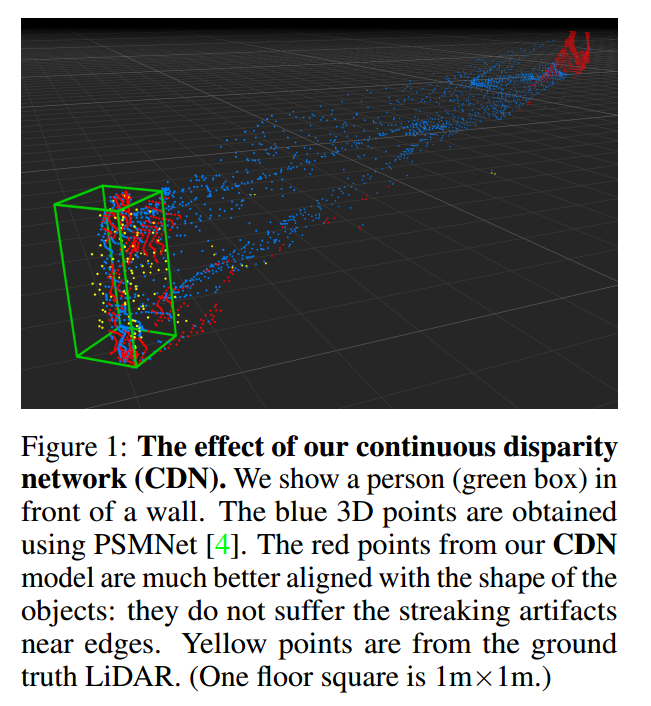 Figure 1: The effect of our continuous disparity
network (CDN). We show a person (green box) in
front of a wall. The blue 3D points are obtained
using PSMNet [4]. The red points from our CDN
model are much better aligned with the shape of the
objects: they do not suffer the streaking artifacts
near edges. Yellow points are from the ground
truth LiDAR. (One floor square is 1m×1m.)